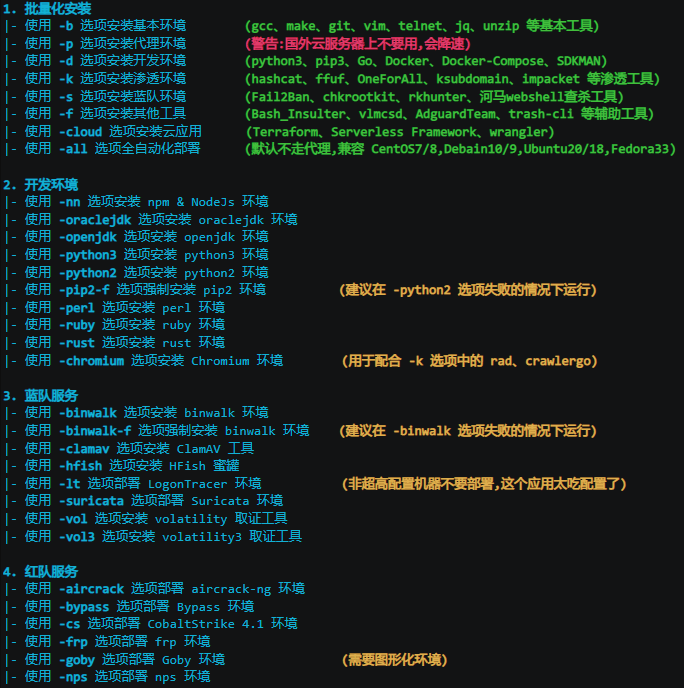 1. 批量化安装
|- 使用 -b 选项安装基本环境 (gcc、make、git、vim、telnet、jq、unzip 等基本工具)
|- 使用 -p 选项安装代理环境 (警告:国外云服务器上不要用,会降速)
|- 使用 -d 选项安装开发环境 (python3、pip3、Go、Docker、Docker-Compose、SDKMAN)
|- 使用 -k 选项安装渗透环境 (hashcat、ffuf、OneForAll、ksubdomain、impacket 等渗透工具)
|- 使用 -s 选项安装蓝队环境 (Fail2Ban、chkrootkit、rkhunter、河马webshell查杀工具)
|- 使用 -f 选项安装其他工具 (Bash_Insulter、vlmcsd、AdguardTeam、trash-cli 等辅助工具)
|- 使用 -cloud 选项安装云应用 (Terraform、Serverless Framework、wrangler)
|- 使用 -all 选项全自动化部署 (默认不走代理,兼容 CentOS7/8,Debain10/9,Ubuntu20/18,Fedora33)
2. 开发环境
|- 使用 -nn 选项安装 npm & NodeJs 环境
|- 使用 -oraclejdk 选项安装 oraclejdk 环境
|- 使用 -openjdk 选项安装 openjdk 环境
|- 使用 -python3 选项安装 python3 环境
|- 使用 -python2 选项安装 python2 环境
|- 使用 -pip2-f 选项强制安装 pip2 环境 (建议在 -python2 选项失败的情况下运行)
|- 使用 -perl 选项安装 perl 环境
|- 使用 -ruby 选项安装 ruby 环境
|- 使用 -rust 选项安装 rust 环境
|- 使用 -chromium 选项安装 Chromium 环境 (用于配合 -k 选项中的 rad、crawlergo)
3. 蓝队服务
|- 使用 -binwalk 选项安装 binwalk 环境
|- 使用 -binwalk-f 选项强制安装 binwalk 环境 (建议在 -binwalk 选项失败的情况下运行)
|- 使用 -clamav 选项安装 ClamAV 工具
|- 使用 -hfish 选项安装 HFish 蜜罐
|- 使用 -lt 选项部署 LogonTracer 环境 (非超高配置机器不要部署,这个应用太吃配置了)
|- 使用 -suricata 选项部署 Suricata 环境
|- 使用 -vol 选项安装 volatility 取证工具
|- 使用 -vol3 选项安装 volatility3 取证工具
4. 红队服务
|- 使用 -aircrack 选项部署 aircrack-ng 环境
|- 使用 -bypass 选项部署 Bypass 环境
|- 使用 -cs 选项部署 CobaltStrike 4.1 环境
|- 使用 -frp 选项部署 frp 环境
|- 使用 -goby 选项部署 Goby 环境 (需要图形化环境)
|- 使用 -nps 选项部署 nps 环境